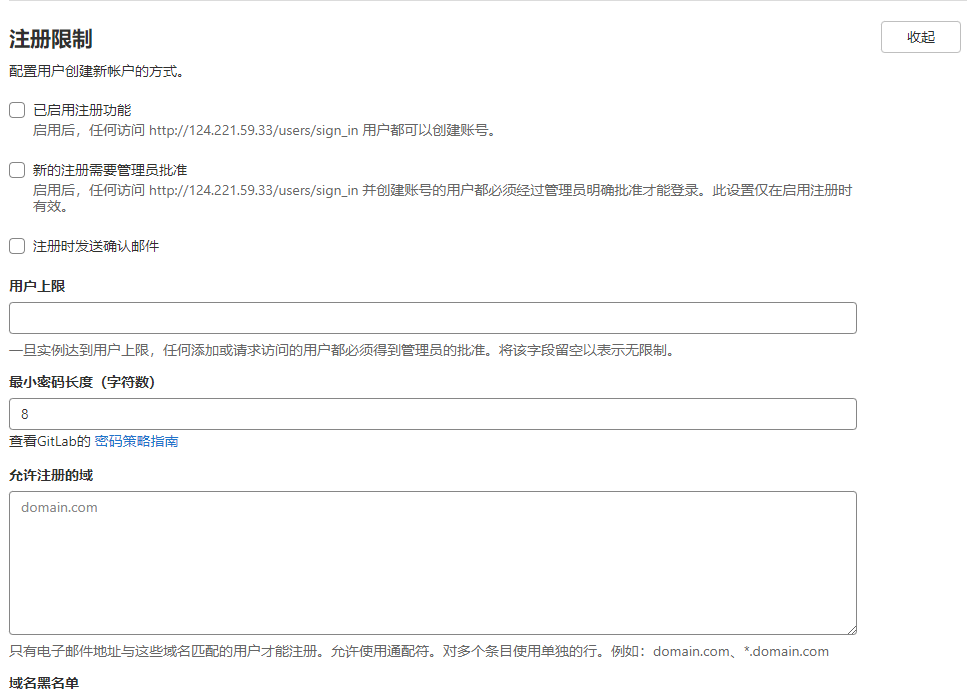 注册限制
收起
配置用户创建新帐户的方式。
已启用注册功能
启用后，任何访问 http://124.221.59.33/users/sign_in 用户都可以创建账号。
新的注册需要管理员批准
启用后，任何访问 http://124.221.59.33/users/sign_in 并创建账号的用户都必须经过管理员明确批准才能登录。此设置仅在启用注册时
有效。
注册时发送确认邮件
用户上限
一旦实例达到用户上限，任何添加或请求访问的用户都必须得到管理员的批准。将该字段留空以表示无限制。
最小密码长度（字符数）
8
查看GitLab的 密码策略指南
允许注册的域
domain.com
只有电子邮件地址与这些域名匹配的用户才能注册。允许使用通配符。对多个条目使用单独的行。例如：domain.com、*.domain.com
域名黑名单